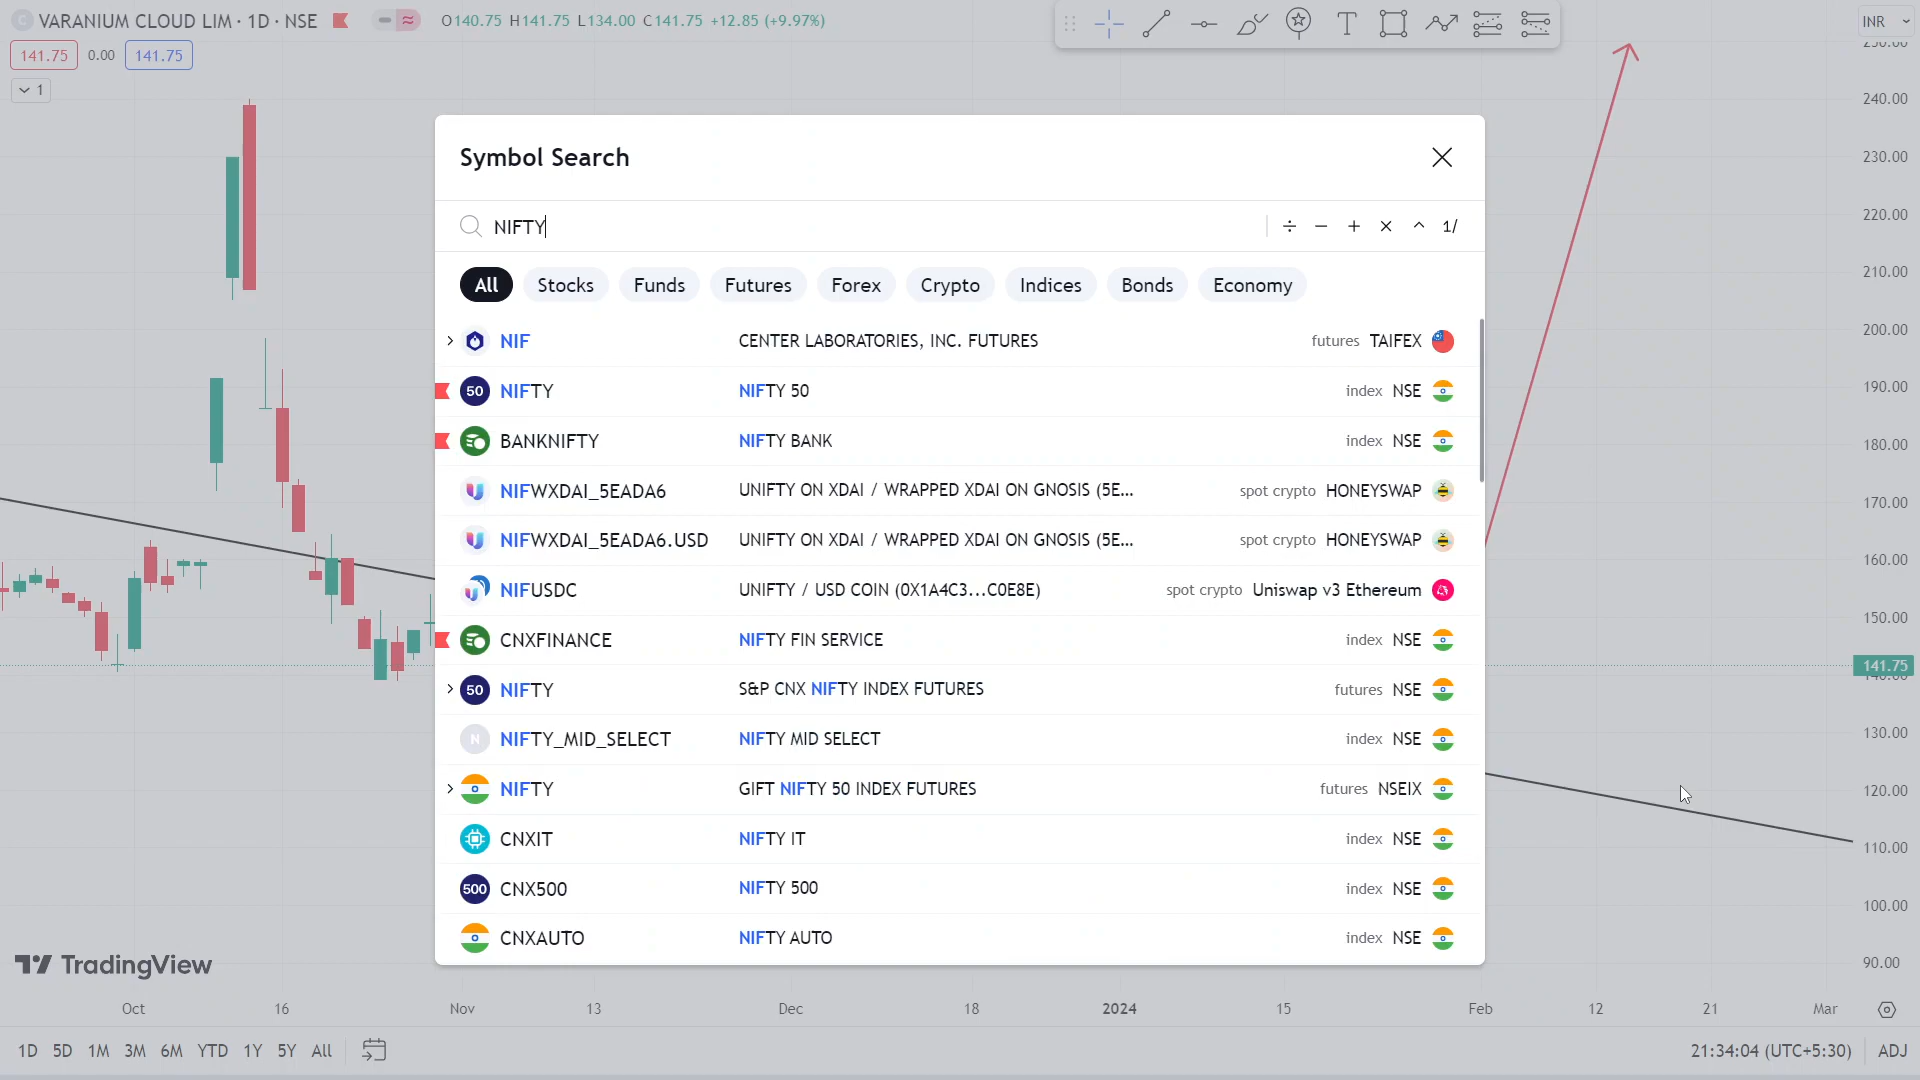 VARANIUM CLOUD LIM · 1D · NSE O140.75 H141.75 L134.00 C141.75 +12.85 (+9.97%)
INR
141.75 0.00 141.75
1
240.00
230.00
220.00
210.00
200.00
190.00
180.00
170.00
160.00
150.00
141.75
130.00
120.00
110.00
100.00
90.00
Symbol Search
NIFTY
÷ − + × ^ 1/
All Stocks Funds Futures Forex Crypto Indices Bonds Economy
NIF CENTER LABORATORIES, INC. FUTURES futures TAIFEX
50 NIFTY NIFTY 50 index NSE
BANKNIFTY NIFTY BANK index NSE
NIFWXDAI_5EADA6 UNIFTY ON XDAI / WRAPPED XDAI ON GNOSIS (5E... spot crypto HONEYSWAP
NIFWXDAI_5EADA6.USD UNIFTY ON XDAI / WRAPPED XDAI ON GNOSIS (5E... spot crypto HONEYSWAP
NIFUSDC UNIFTY / USD COIN (0X1A4C3...C0E8E) spot crypto Uniswap v3 Ethereum
CNXFINANCE NIFTY FIN SERVICE index NSE
50 NIFTY S&P CNX NIFTY INDEX FUTURES futures NSE
N NIFTY_MID_SELECT NIFTY MID SELECT index NSE
NIFTY GIFT NIFTY 50 INDEX FUTURES futures NSEIX
CNXIT NIFTY IT index NSE
500 CNX500 NIFTY 500 index NSE
CNXAUTO NIFTY AUTO index NSE
TradingView
Oct 16 Nov 13 Dec 18 2024 15 Feb 12 21 Mar
1D 5D 1M 3M 6M YTD 1Y 5Y All 21:34:04 (UTC+5:30) ADJ